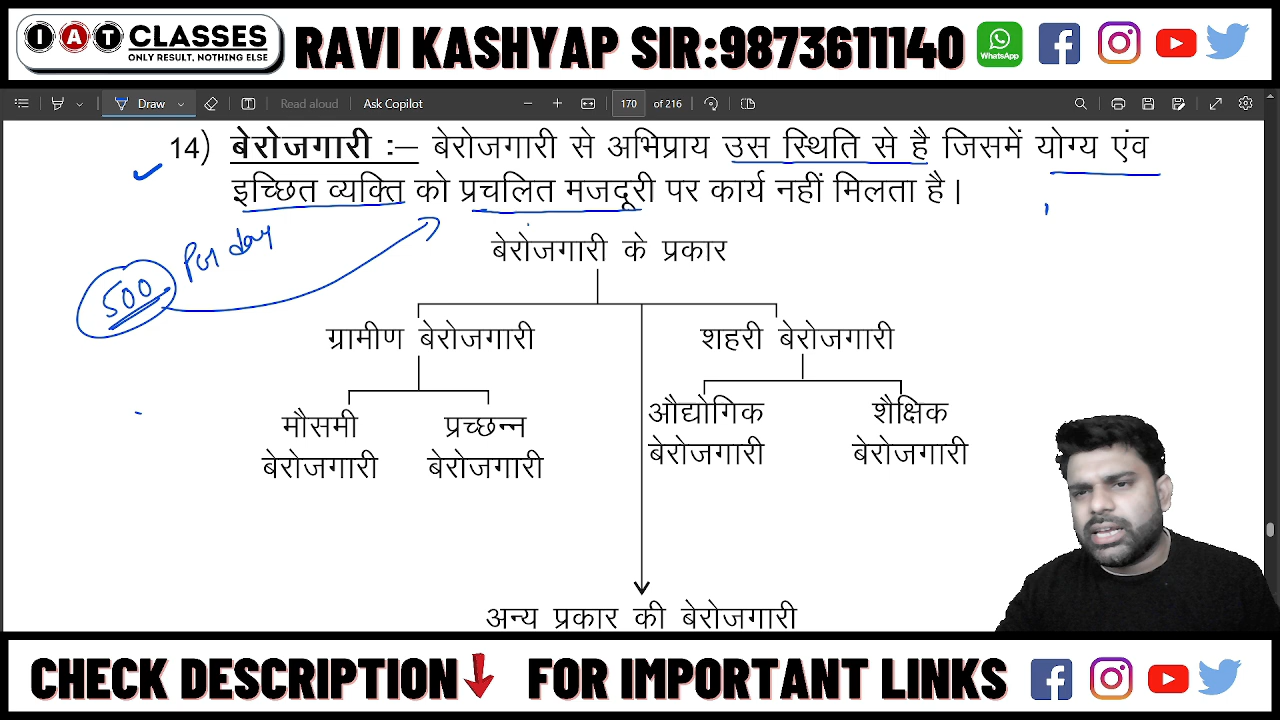 IAT CLASSES
ONLY RESULT, NOTHING ELSE
RAVI KASHYAP SIR:9873611140
WhatsApp
Draw
Read aloud
Ask Copilot
170 of 216
14) बेरोजगारी :– बेरोजगारी से अभिप्राय उस स्थिति से है जिसमें योग्य एंव
इच्छित व्यक्ति को प्रचलित मजदूरी पर कार्य नहीं मिलता है।
500 Per day
बेरोजगारी के प्रकार
ग्रामीण बेरोजगारी
शहरी बेरोजगारी
मौसमी
बेरोजगारी
प्रच्छन्न
बेरोजगारी
औद्योगिक
बेरोजगारी
शैक्षिक
बेरोजगारी
अन्य प्रकार की बेरोजगारी
CHECK DESCRIPTION FOR IMPORTANT LINKS